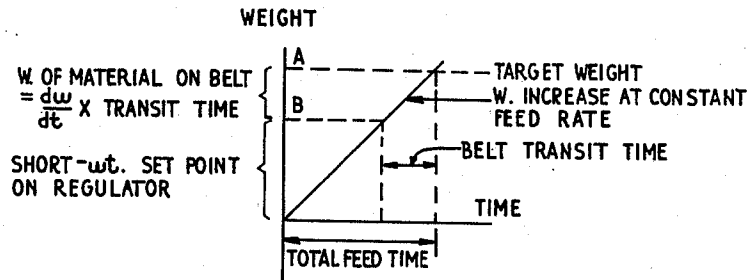 WEIGHT
A
W. OF MATERIAL ON BELT
= dw/dt X TRANSIT TIME
B
SHORT-wt. SET POINT
ON REGULATOR
TARGET WEIGHT
W. INCREASE AT CONSTANT
FEED RATE
BELT TRANSIT TIME
TIME
TOTAL FEED TIME